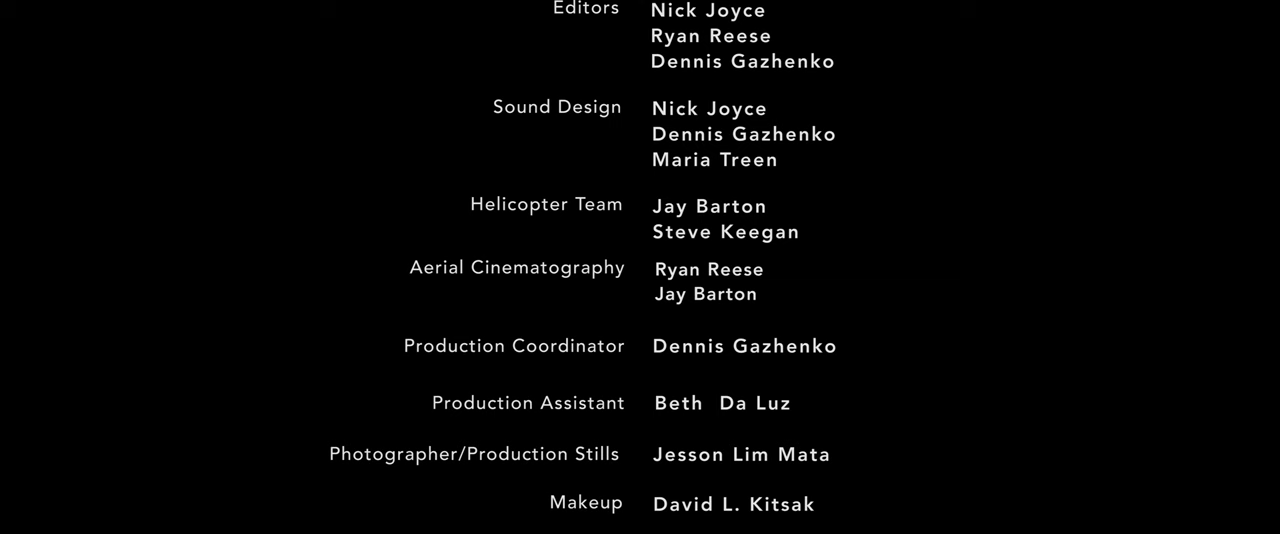 Editors Nick Joyce
Ryan Reese
Dennis Gazhenko
Sound Design Nick Joyce
Dennis Gazhenko
Maria Treen
Helicopter Team Jay Barton
Steve Keegan
Aerial Cinematography Ryan Reese
Jay Barton
Production Coordinator Dennis Gazhenko
Production Assistant Beth Da Luz
Photographer/Production Stills Jesson Lim Mata
Makeup David L. Kitsak